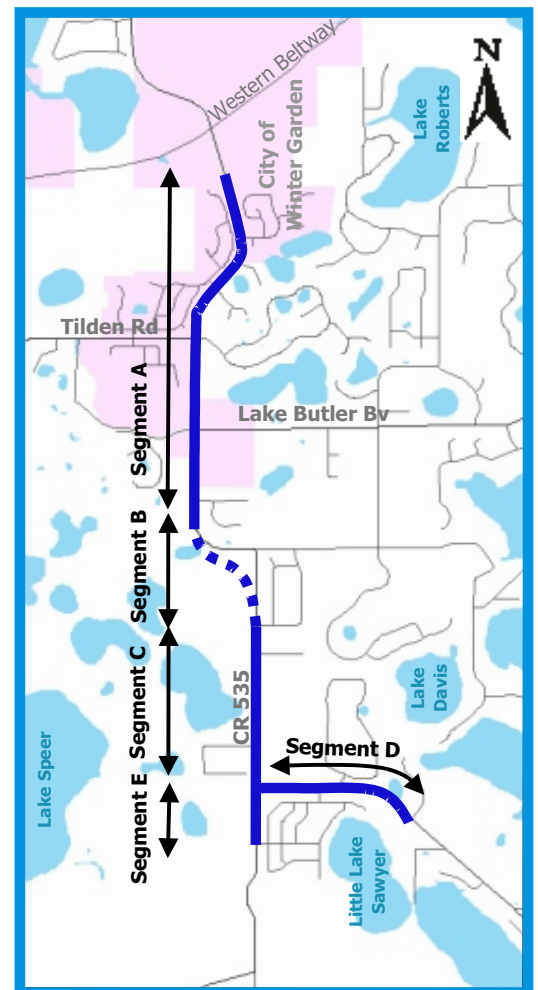 N
Western Beltway
Lake
Roberts
City of
Winter Garden
Tilden Rd
Segment A
Lake Butler Bv
Segment B
Segment C
CR 535
Lake
Davis
Segment D
Lake Speer
Segment E
Little Lake
Sawyer